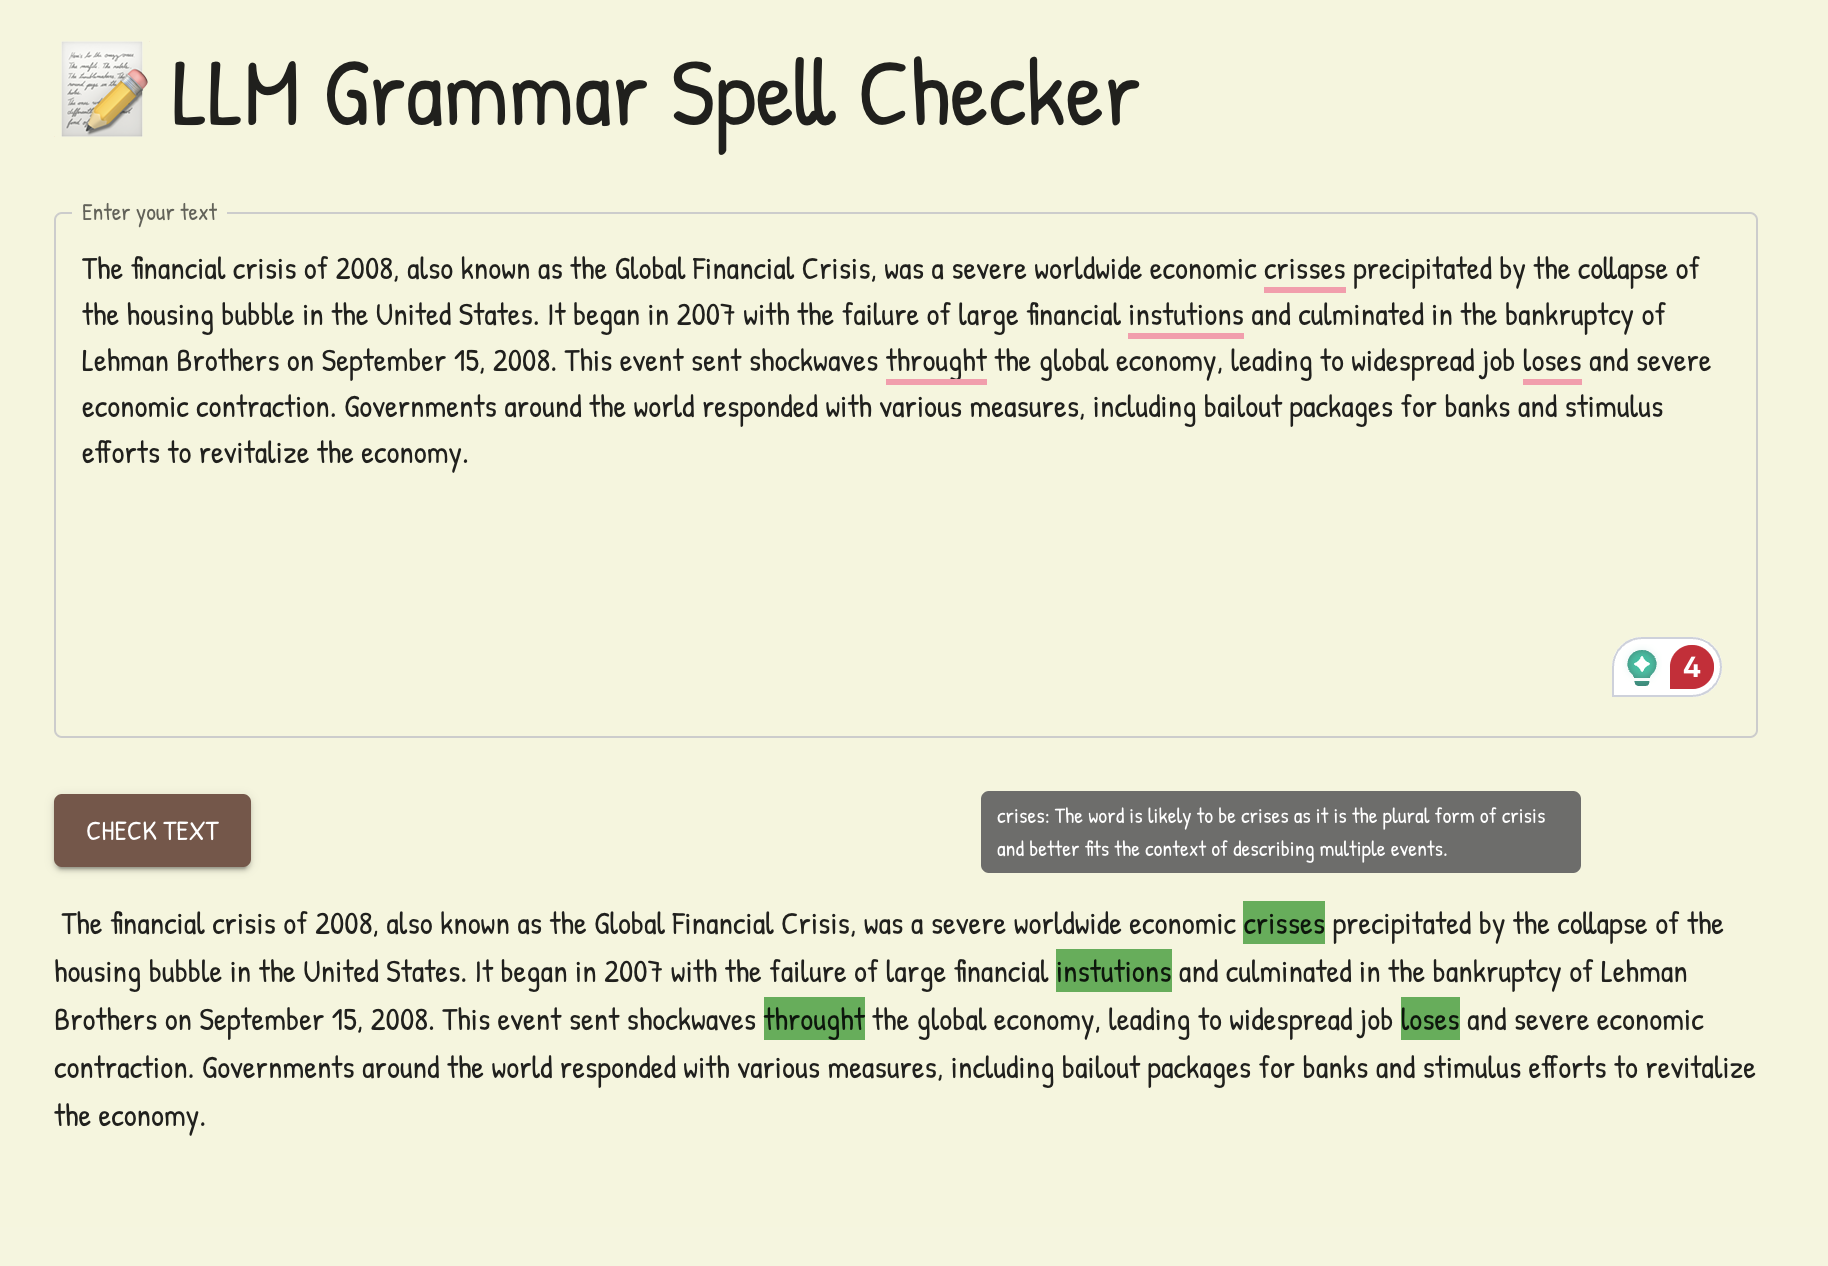 LLM Grammar Spell Checker
Enter your text
The financial crisis of 2008, also known as the Global Financial Crisis, was a severe worldwide economic crisses precipitated by the collapse of
the housing bubble in the United States. It began in 2007 with the failure of large financial instutions and culminated in the bankruptcy of
Lehman Brothers on September 15, 2008. This event sent shockwaves throught the global economy, leading to widespread job loses and severe
economic contraction. Governments around the world responded with various measures, including bailout packages for banks and stimulus
efforts to revitalize the economy.
4
CHECK TEXT
crises: The word is likely to be crises as it is the plural form of crisis
and better fits the context of describing multiple events.
The financial crisis of 2008, also known as the Global Financial Crisis, was a severe worldwide economic crisses precipitated by the collapse of the
housing bubble in the United States. It began in 2007 with the failure of large financial instutions and culminated in the bankruptcy of Lehman
Brothers on September 15, 2008. This event sent shockwaves throught the global economy, leading to widespread job loses and severe economic
contraction. Governments around the world responded with various measures, including bailout packages for banks and stimulus efforts to revitalize
the economy.